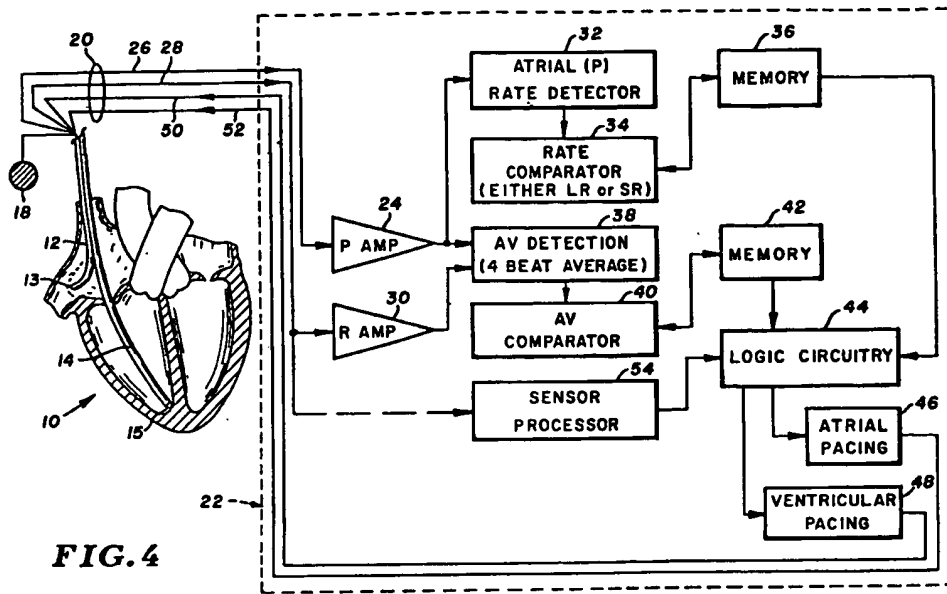 20
26
28
50
52
18
12
13
14
10
15
22
24
P AMP
30
R AMP
32
ATRIAL (P)
RATE DETECTOR
34
RATE
COMPARATOR
(EITHER LR or SR)
36
MEMORY
38
AV DETECTION
(4 BEAT AVERAGE)
40
AV
COMPARATOR
42
MEMORY
44
LOGIC CIRCUITRY
54
SENSOR
PROCESSOR
46
ATRIAL
PACING
48
VENTRICULAR
PACING
FIG.4